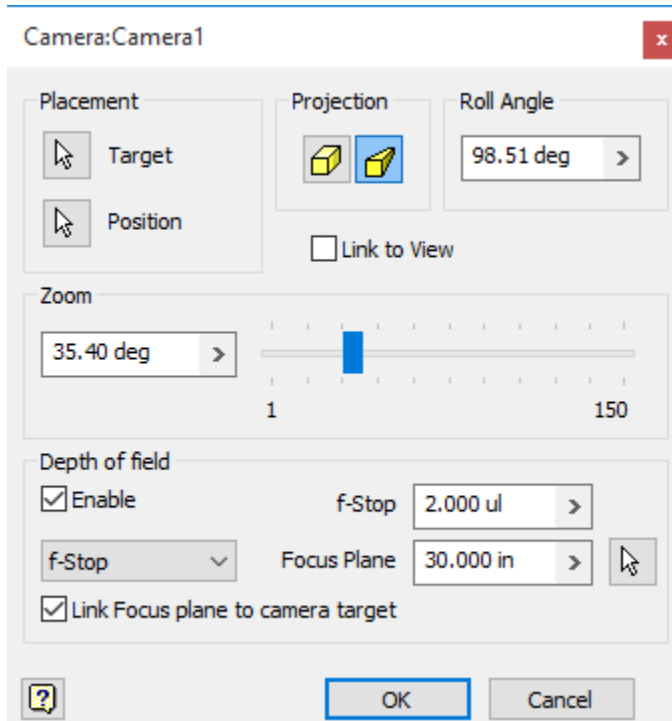 Camera:Camera1
x
Placement
Target
Position
Projection
Roll Angle
98.51 deg >
Link to View
Zoom
35.40 deg >
1 150
Depth of field
Enable
f-Stop 2.000 ul >
f-Stop
Focus Plane 30.000 in >
Link Focus plane to camera target
?
OK Cancel